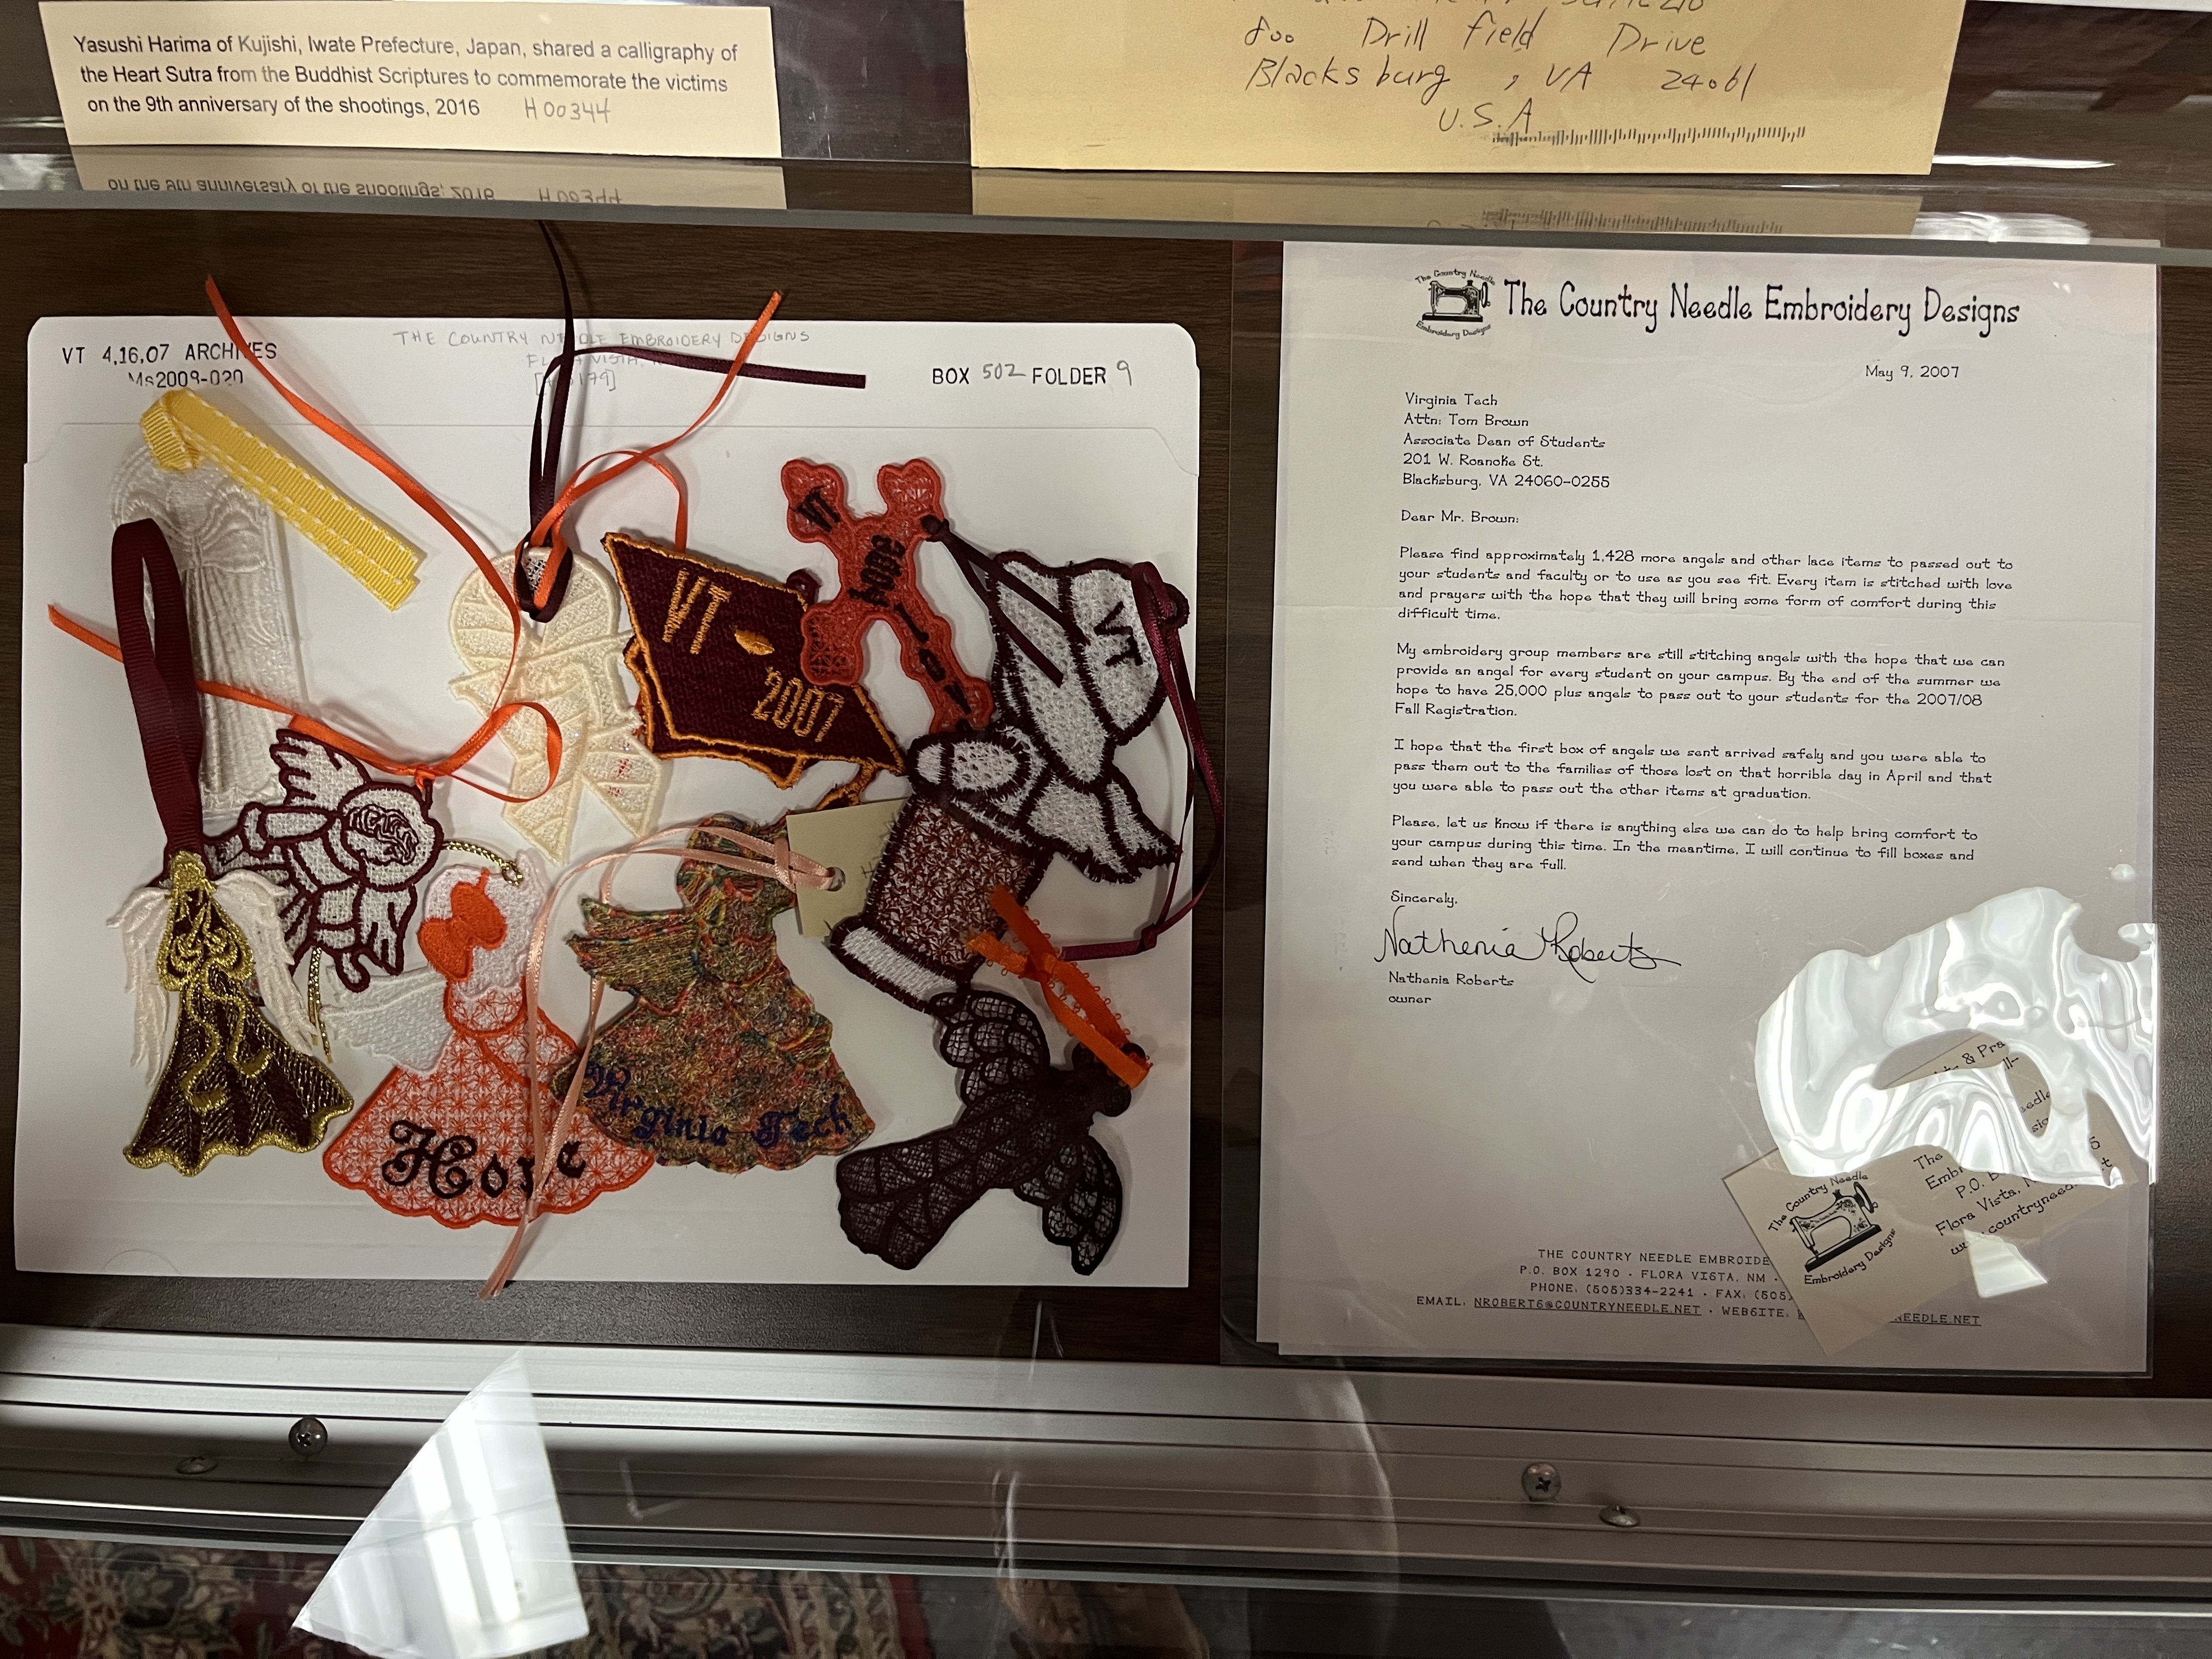 Yasushi Harima of Kujishi, Iwate Prefecture, Japan, shared a calligraphy of
the Heart Sutra from the Buddhist Scriptures to commemorate the victims
on the 9th anniversary of the shootings, 2016 H00344
800 Drill field Drive
Blacksburg, VA 24061
U.S.A
VT 4.16.07 ARCHIVES
Ms2008-020
THE COUNTRY NEEDLE EMBROIDERY DESIGNS
BOX 502 FOLDER 9
VT
2007
VT
VT
Hope
Virginia Tech
The Country Needle
Embroidery Designs
The Country Needle Embroidery Designs
May 9, 2007
Virginia Tech
Attn: Tom Brown
Associate Dean of Students
201 W. Roanoke St.
Blacksburg, VA 24060-0255
Dear Mr. Brown:
Please find approximately 1,428 more angels and other lace items to passed out to
your students and faculty or to use as you see fit. Every item is stitched with love
and prayers with the hope that they will bring some form of comfort during this
difficult time.
My embroidery group members are still stitching angels with the hope that we can
provide an angel for every student on your campus. By the end of the summer we
hope to have 25,000 plus angels to pass out to your students for the 2007/08
Fall Registration.
I hope that the first box of angels we sent arrived safely and you were able to
pass them out to the families of those lost on that horrible day in April and that
you were able to pass out the other items at graduation.
Please, let us know if there is anything else we can do to help bring comfort to
your campus during this time. In the meantime, I will continue to fill boxes and
send when they are full.
Sincerely,
Nathenia Roberts
Nathenia Roberts
owner
The Country Needle
Embroidery Designs
The
P.O.
Flora Vista,
THE COUNTRY NEEDLE
P.O. BOX 1290 · FLORA VISTA, NM ·
PHONE: (505)334-2241 · FAX: (505)
EMAIL: NROBERTS@COUNTRYNEEDLE.NET · WEBSITE: